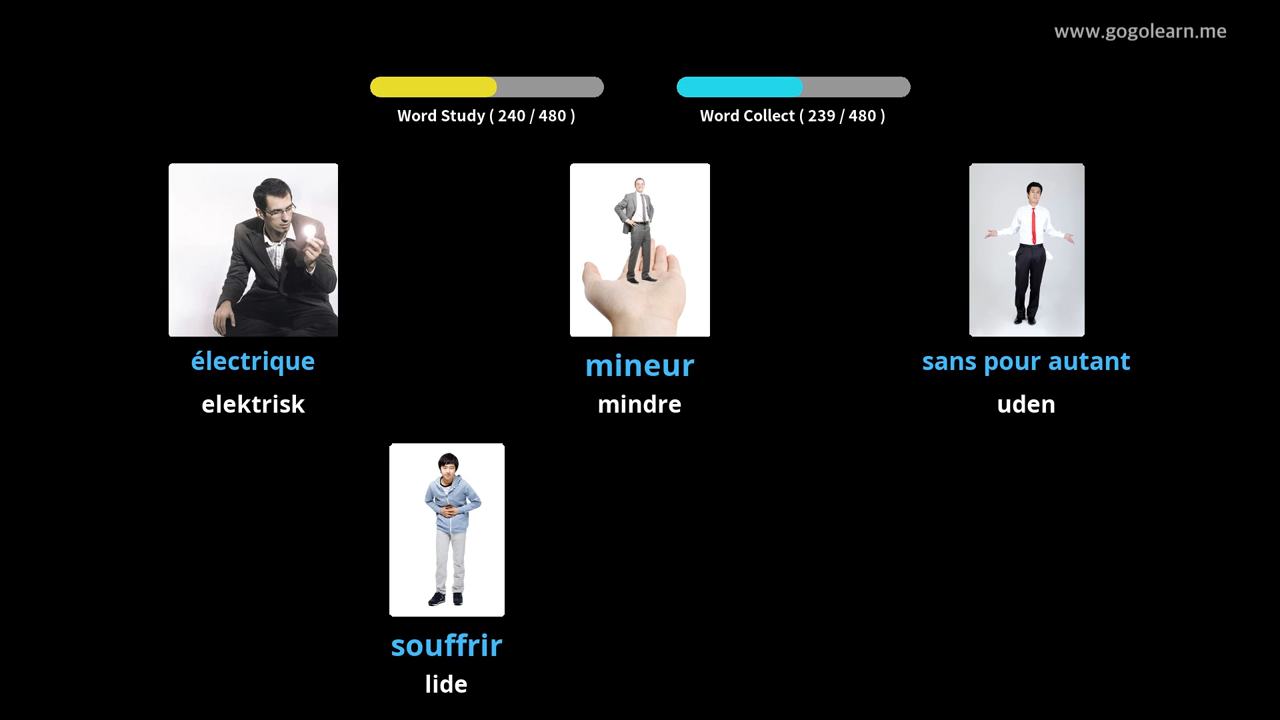 www.gogolearn.me
Word Study ( 240 / 480 )
Word Collect ( 239 / 480 )
électrique
mineur
sans pour autant
elektrisk
mindre
uden
souffrir
lide